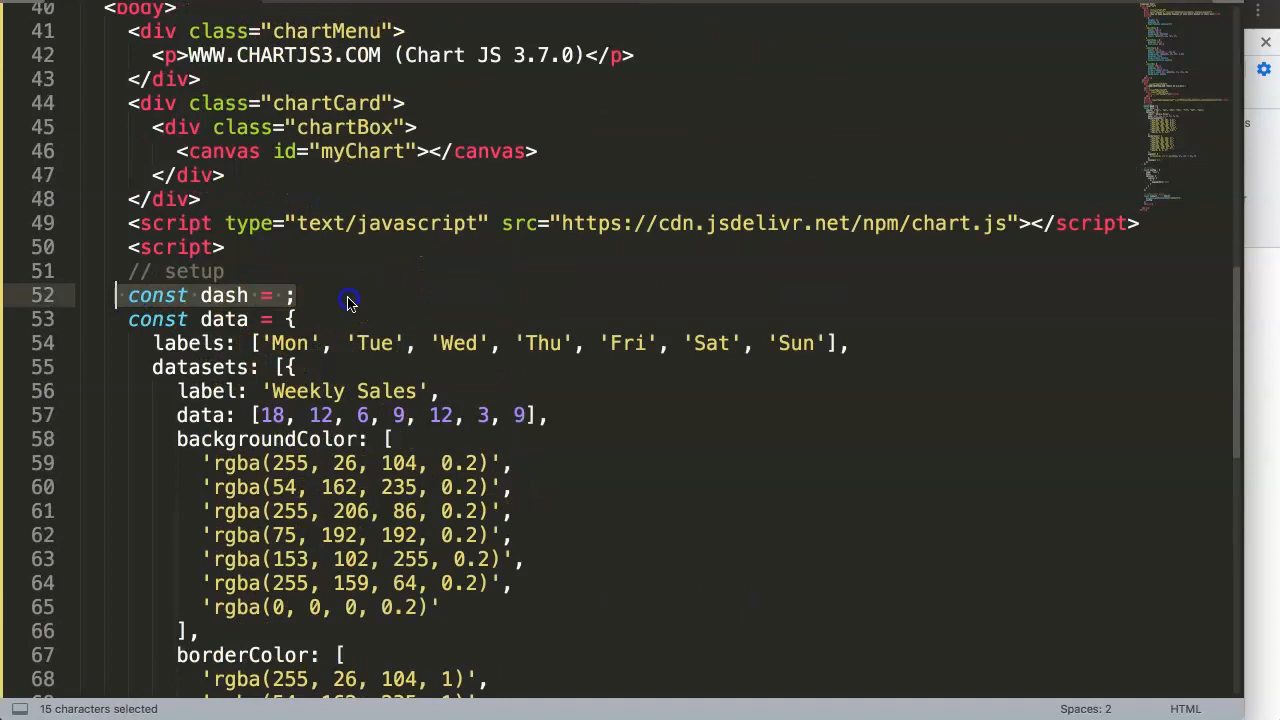 40 <body>
41 <div class="chartMenu">
42 <p>WWW.CHARTJS3.COM (Chart JS 3.7.0)</p>
43 </div>
44 <div class="chartCard">
45 <div class="chartBox">
46 <canvas id="myChart"></canvas>
47 </div>
48 </div>
49 <script type="text/javascript" src="https://cdn.jsdelivr.net/npm/chart.js"></script>
50 <script>
51 // setup
52 const dash = ;
53 const data = {
54 labels: ['Mon', 'Tue', 'Wed', 'Thu', 'Fri', 'Sat', 'Sun'],
55 datasets: [{
56 label: 'Weekly Sales',
57 data: [18, 12, 6, 9, 12, 3, 9],
58 backgroundColor: [
59 'rgba(255, 26, 104, 0.2)',
60 'rgba(54, 162, 235, 0.2)',
61 'rgba(255, 206, 86, 0.2)',
62 'rgba(75, 192, 192, 0.2)',
63 'rgba(153, 102, 255, 0.2)',
64 'rgba(255, 159, 64, 0.2)',
65 'rgba(0, 0, 0, 0.2)'
66 ],
67 borderColor: [
68 'rgba(255, 26, 104, 1)',
15 characters selected
Spaces: 2
HTML